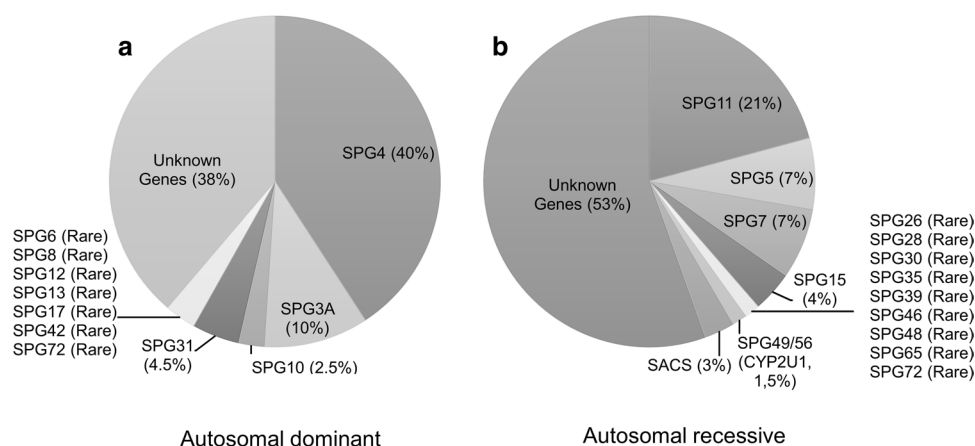 a
Unknown
Genes (38%)
SPG4 (40%)
SPG6 (Rare)
SPG8 (Rare)
SPG12 (Rare)
SPG13 (Rare)
SPG17 (Rare)
SPG42 (Rare)
SPG72 (Rare)
SPG31
(4.5%)
SPG10 (2.5%)
SPG3A
(10%)
Autosomal dominant
b
SPG11 (21%)
SPG5 (7%)
SPG7 (7%)
Unknown
Genes (53%)
SPG15
(4%)
SPG26 (Rare)
SPG28 (Rare)
SPG30 (Rare)
SPG35 (Rare)
SPG39 (Rare)
SPG46 (Rare)
SPG48 (Rare)
SPG65 (Rare)
SPG72 (Rare)
SACS (3%)
SPG49/56
(CYP2U1,
1,5%)
Autosomal recessive